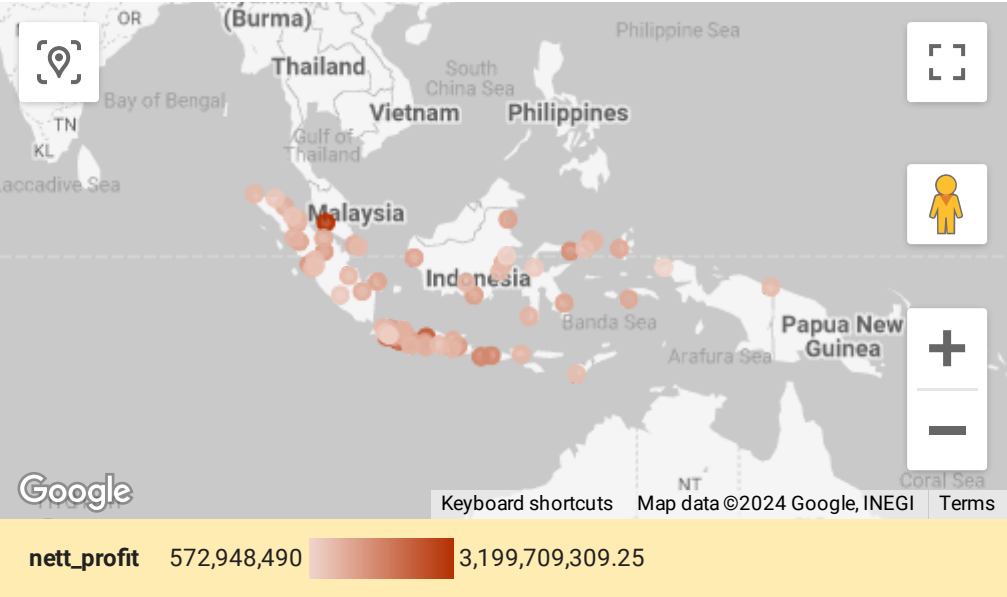 OR
(Burma)
Philippine Sea
Thailand
South
China Sea
Bay of Bengal
Vietnam
Philippines
TN
Gulf of
Thailand
KL
Laccadive Sea
Malaysia
Indonesia
Banda Sea
Papua New
Guinea
Arafura Sea
NT
Coral Sea
Google
Keyboard shortcuts
Map data ©2024 Google, INEGI
Terms
nett_profit 572,948,490 3,199,709,309.25